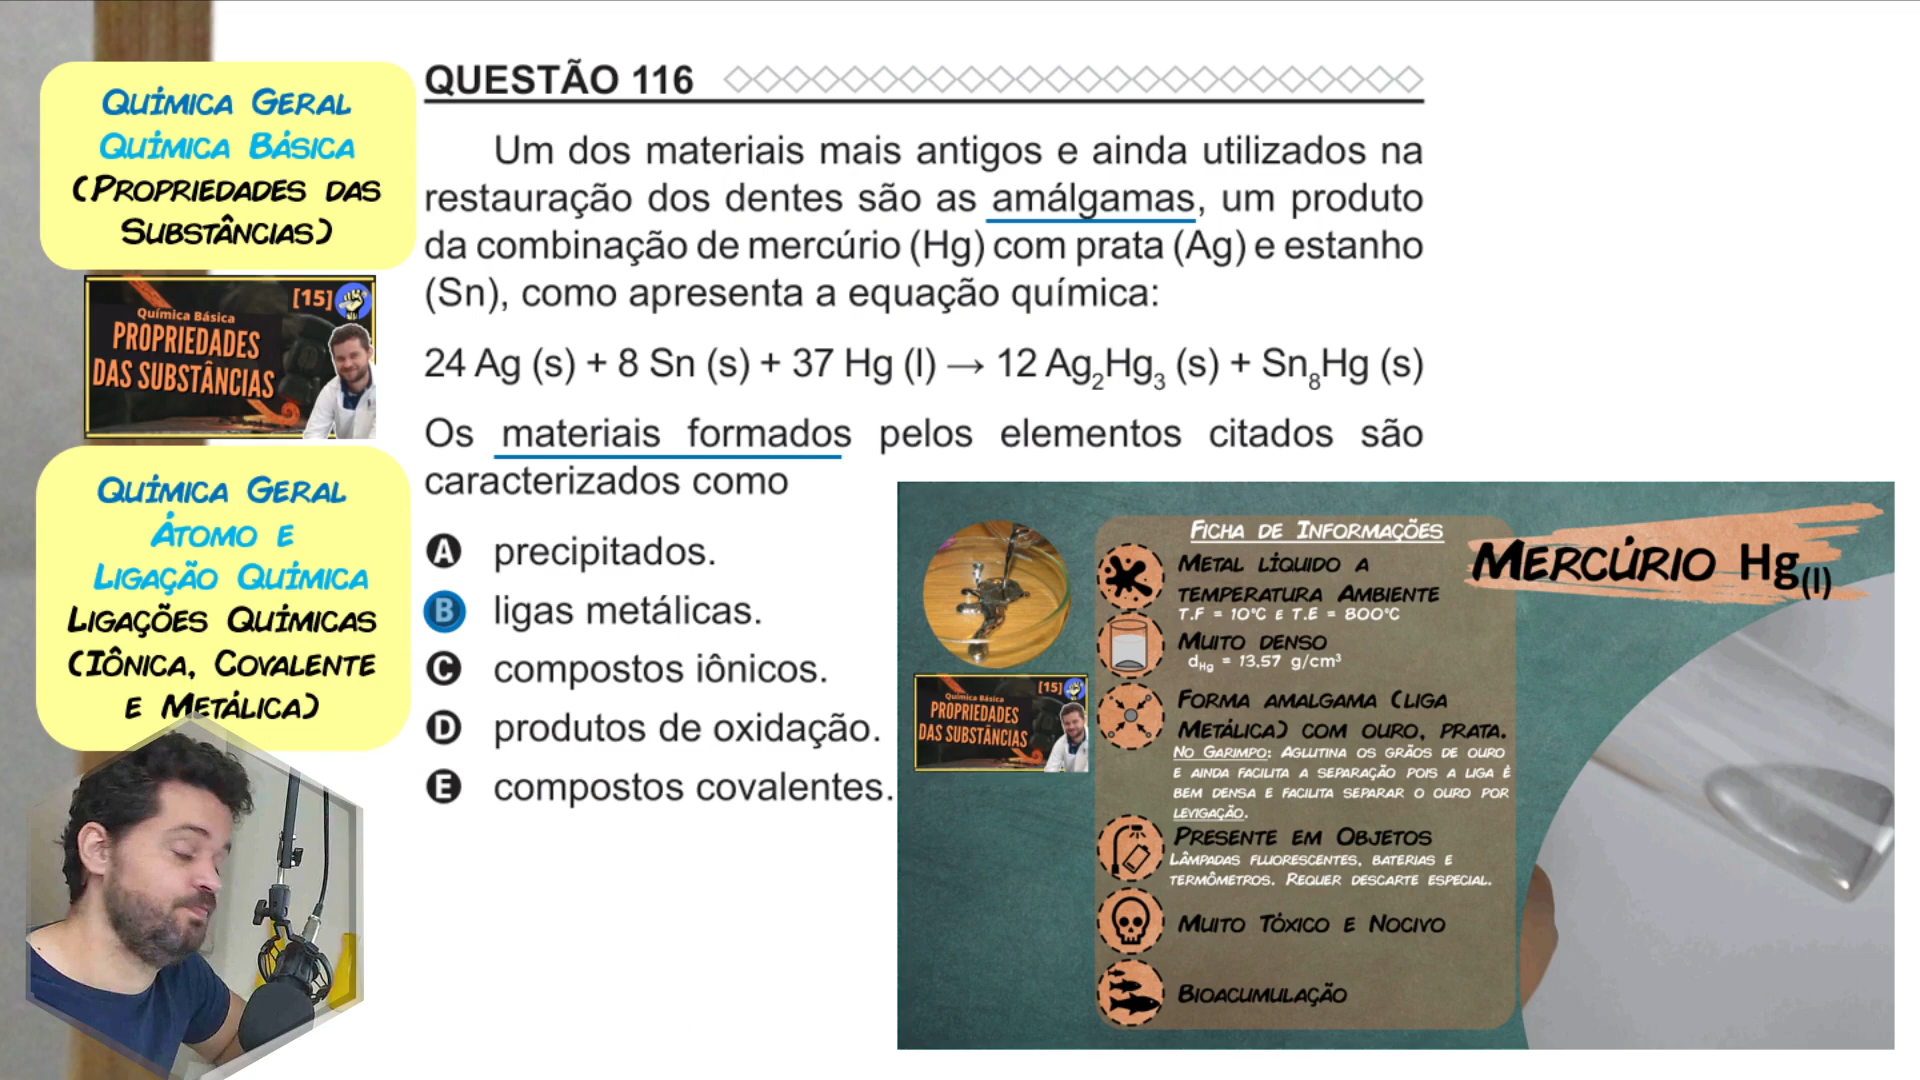 QUÍMICA GERAL
QUÍMICA BÁSICA
(PROPRIEDADES DAS
SUBSTÂNCIAS)
[15]
Química Básica
PROPRIEDADES
DAS SUBSTÂNCIAS
QUÍMICA GERAL
ÁTOMO E
LIGAÇÃO QUÍMICA
LIGAÇÕES QUÍMICAS
(IÔNICA, COVALENTE
E METÁLICA)
QUESTÃO 116
Um dos materiais mais antigos e ainda utilizados na
restauração dos dentes são as amálgamas, um produto
da combinação de mercúrio (Hg) com prata (Ag) e estanho
(Sn), como apresenta a equação química:
24 Ag (s) + 8 Sn (s) + 37 Hg (l) → 12 Ag₂Hg₃ (s) + Sn₈Hg (s)
Os materiais formados pelos elementos citados são
caracterizados como
A precipitados.
B ligas metálicas.
C compostos iônicos.
D produtos de oxidação.
E compostos covalentes.
[15]
Química Básica
PROPRIEDADES
DAS SUBSTÂNCIAS
FICHA DE INFORMAÇÕES
METAL LÍQUIDO A
TEMPERATURA AMBIENTE
T.F = 10°C E T.E = 800°C
MUITO DENSO
dHg = 13,57 g/cm³
FORMA AMALGAMA (LIGA
METÁLICA) COM OURO, PRATA.
NO GARIMPO: AGLUTINA OS GRÃOS DE OURO
E AINDA FACILITA A SEPARAÇÃO POIS A LIGA É
BEM DENSA E FACILITA SEPARAR O OURO POR
LEVIGAÇÃO.
PRESENTE EM OBJETOS
LÂMPADAS FLUORESCENTES, BATERIAS E
TERMÔMETROS. REQUER DESCARTE ESPECIAL.
MUITO TÓXICO E NOCIVO
BIOACUMULAÇÃO
MERCÚRIO Hg(l)